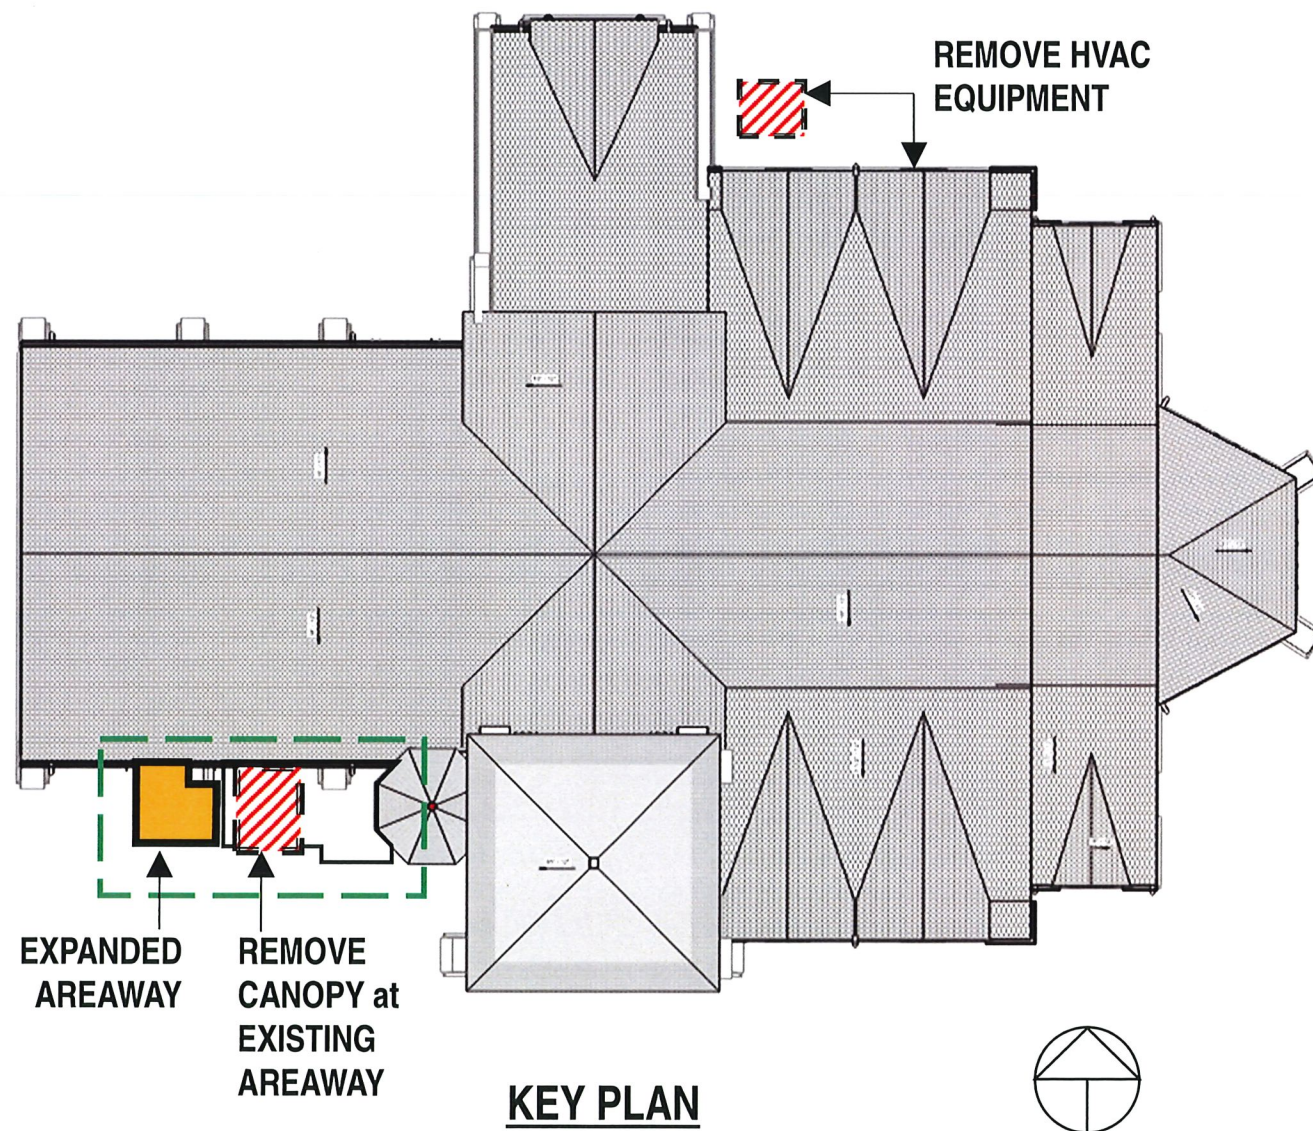 REMOVE HVAC
EQUIPMENT
EXPANDED
AREAWAY
REMOVE
CANOPY at
EXISTING
AREAWAY
KEY PLAN